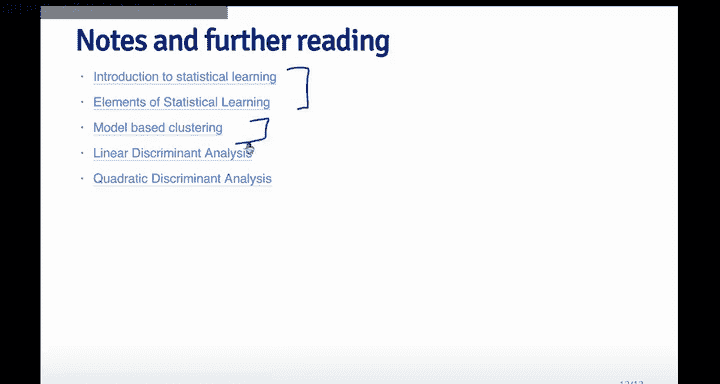 Notes and further reading
Introduction to statistical learning
Elements of Statistical Learning
Model based clustering
Linear Discriminant Analysis
Quadratic Discriminant Analysis